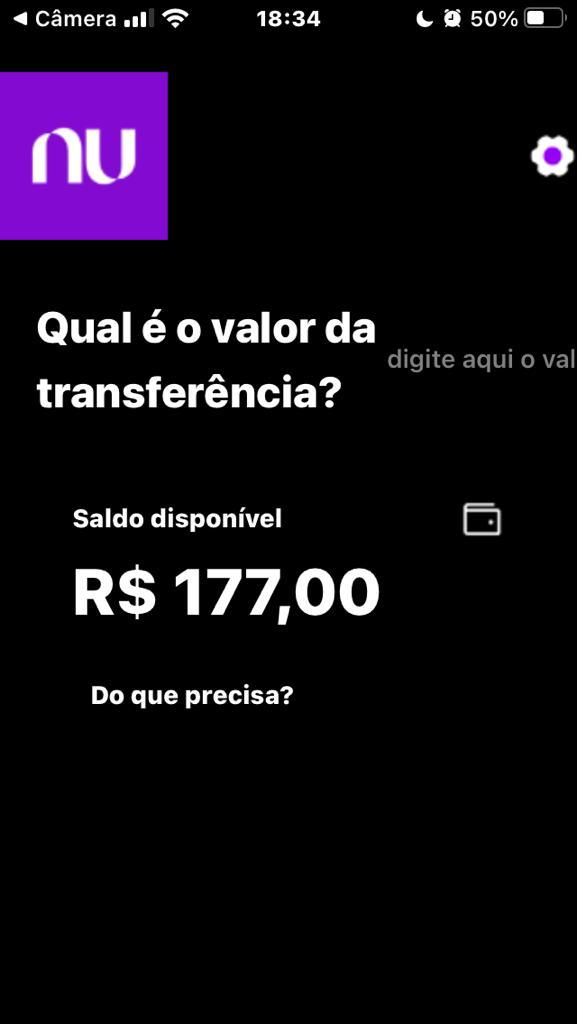 Câmera 18:34 50%
nu
Qual é o valor da
transferência?
digite aqui o val
Saldo disponível
R$ 177,00
Do que precisa?